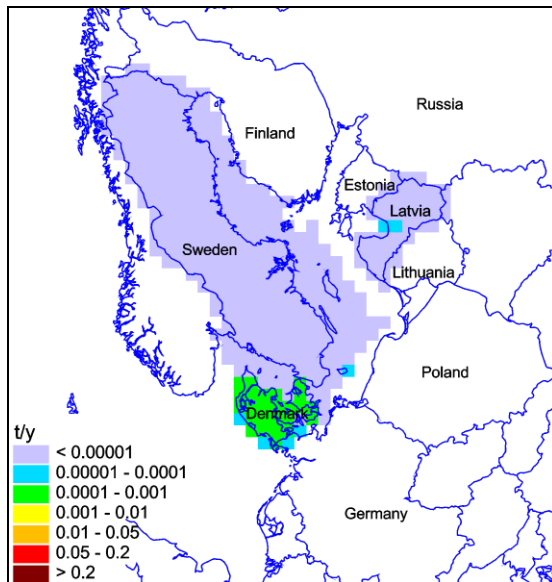 Russia
Finland
Estonia
Latvia
Sweden
Lithuania
Poland
Denmark
t/y
< 0.00001
0.00001 - 0.0001
0.0001 - 0.001
0.001 - 0.01
0.01 - 0.05
0.05 - 0.2
> 0.2
Germany